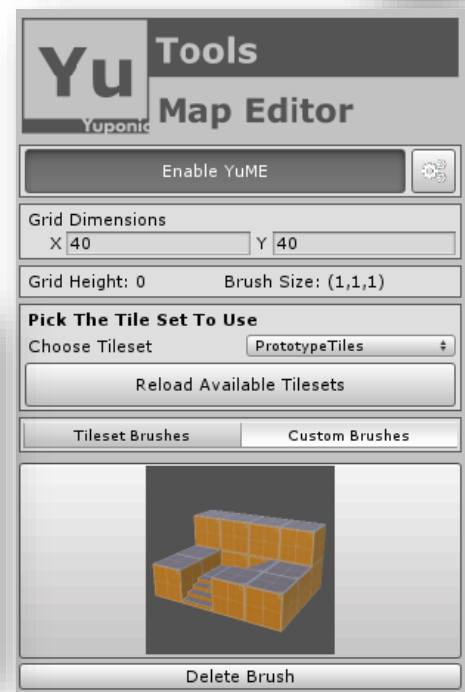 Yu Tools
Yuponic Map Editor
Enable YuME
Grid Dimensions
X 40 Y 40
Grid Height: 0 Brush Size: (1,1,1)
Pick The Tile Set To Use
Choose Tileset PrototypeTiles
Reload Available Tilesets
Tileset Brushes Custom Brushes
Delete Brush